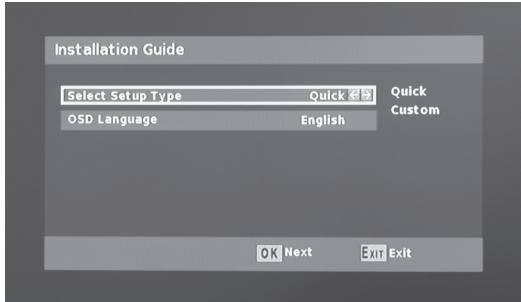 Installation Guide
Select Setup Type Quick Quick
OSD Language English Custom
OK Next EXIT Exit